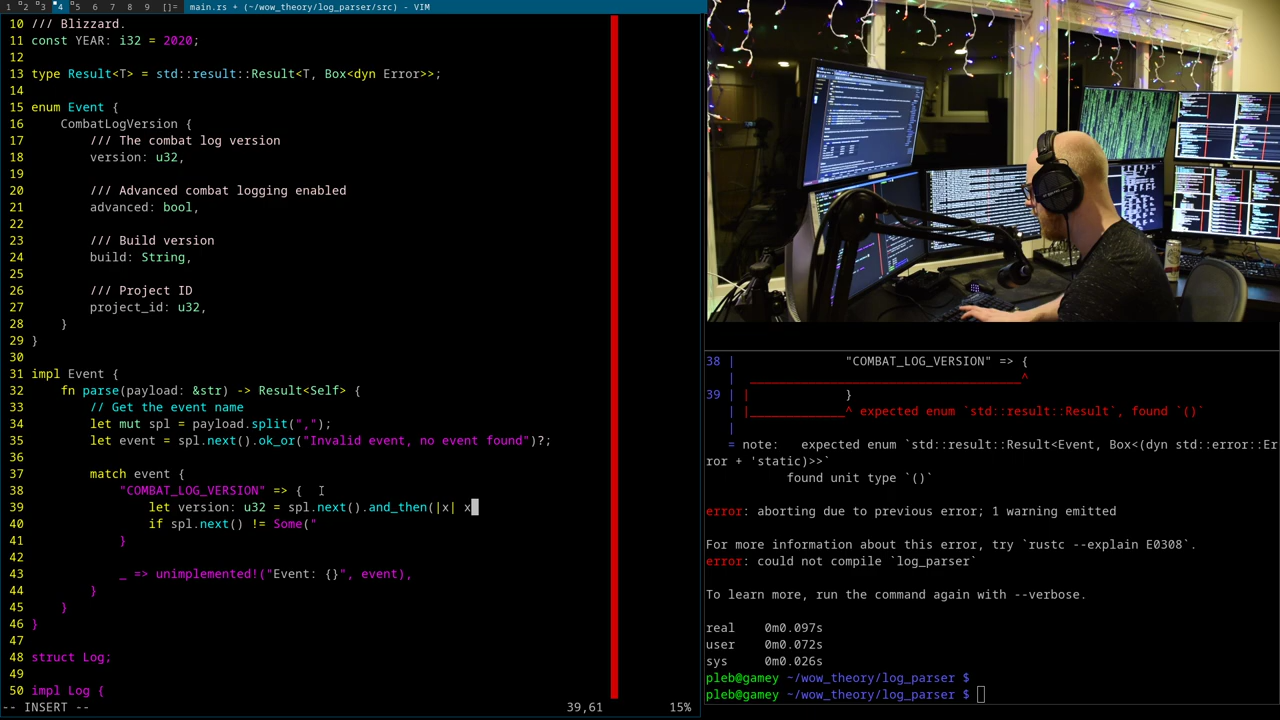 1 2 3 4 5 6 7 8 9 []= main.rs + (~/wow_theory/log_parser/src) - VIM
10 /// Blizzard.
11 const YEAR: i32 = 2020;
12
13 type Result<T> = std::result::Result<T, Box<dyn Error>>;
14
15 enum Event {
16     CombatLogVersion {
17         /// The combat log version
18         version: u32,
19
20         /// Advanced combat logging enabled
21         advanced: bool,
22
23         /// Build version
24         build: String,
25
26         /// Project ID
27         project_id: u32,
28     }
29 }
30
31 impl Event {
32     fn parse(payload: &str) -> Result<Self> {
33         // Get the event name
34         let mut spl = payload.split(",");
35         let event = spl.next().ok_or("Invalid event, no event found")?;
36
37         match event {
38             "COMBAT_LOG_VERSION" => {
39                 let version: u32 = spl.next().and_then(|x| x
40                 if spl.next() != Some("
41             }
42
43             _ => unimplemented!("Event: {}", event),
44         }
45     }
46 }
47
48 struct Log;
49
50 impl Log {
-- INSERT -- 39,61 15%
38 | "COMBAT_LOG_VERSION" => {
| _____________________________________^
39 | | }
| |_____________^ expected enum `std::result::Result`, found `()`
|
= note: expected enum `std::result::Result<Event, Box<(dyn std::error::Er
ror + 'static)>>`
found unit type `()`
error: aborting due to previous error; 1 warning emitted
For more information about this error, try `rustc --explain E0308`.
error: could not compile `log_parser`
To learn more, run the command again with --verbose.
real 0m0.097s
user 0m0.072s
sys 0m0.026s
pleb@gamey ~/wow_theory/log_parser $
pleb@gamey ~/wow_theory/log_parser $